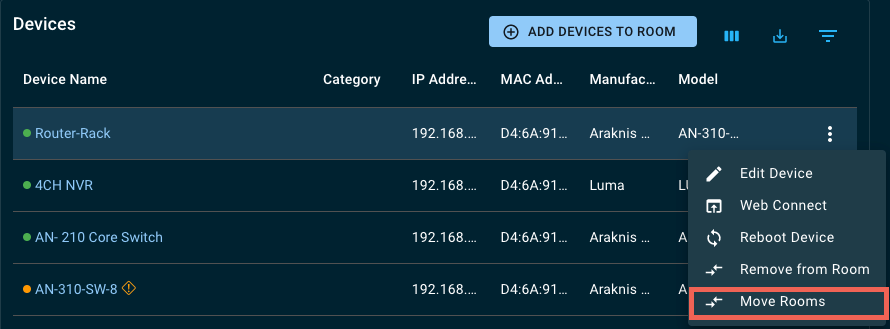 Devices
ADD DEVICES TO ROOM
Device Name Category IP Addre... MAC Ad... Manufac... Model
Router-Rack 192.168.... D4:6A:91... Araknis ... AN-310-...
4CH NVR 192.168.... D4:6A:91... Luma LU
AN- 210 Core Switch 192.168.... D4:6A:91... Araknis ... A
AN-310-SW-8 192.168.... D4:6A:91... Araknis ... A
Edit Device
Web Connect
Reboot Device
Remove from Room
Move Rooms